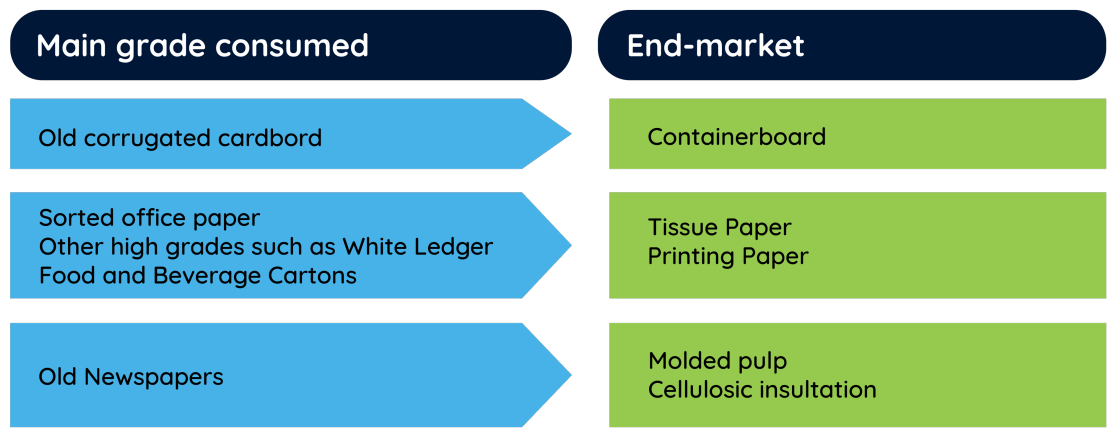 Main grade consumed
End-market
Old corrugated cardbord
Containerboard
Sorted office paper
Other high grades such as White Ledger
Food and Beverage Cartons
Tissue Paper
Printing Paper
Old Newspapers
Molded pulp
Cellulosic insultation